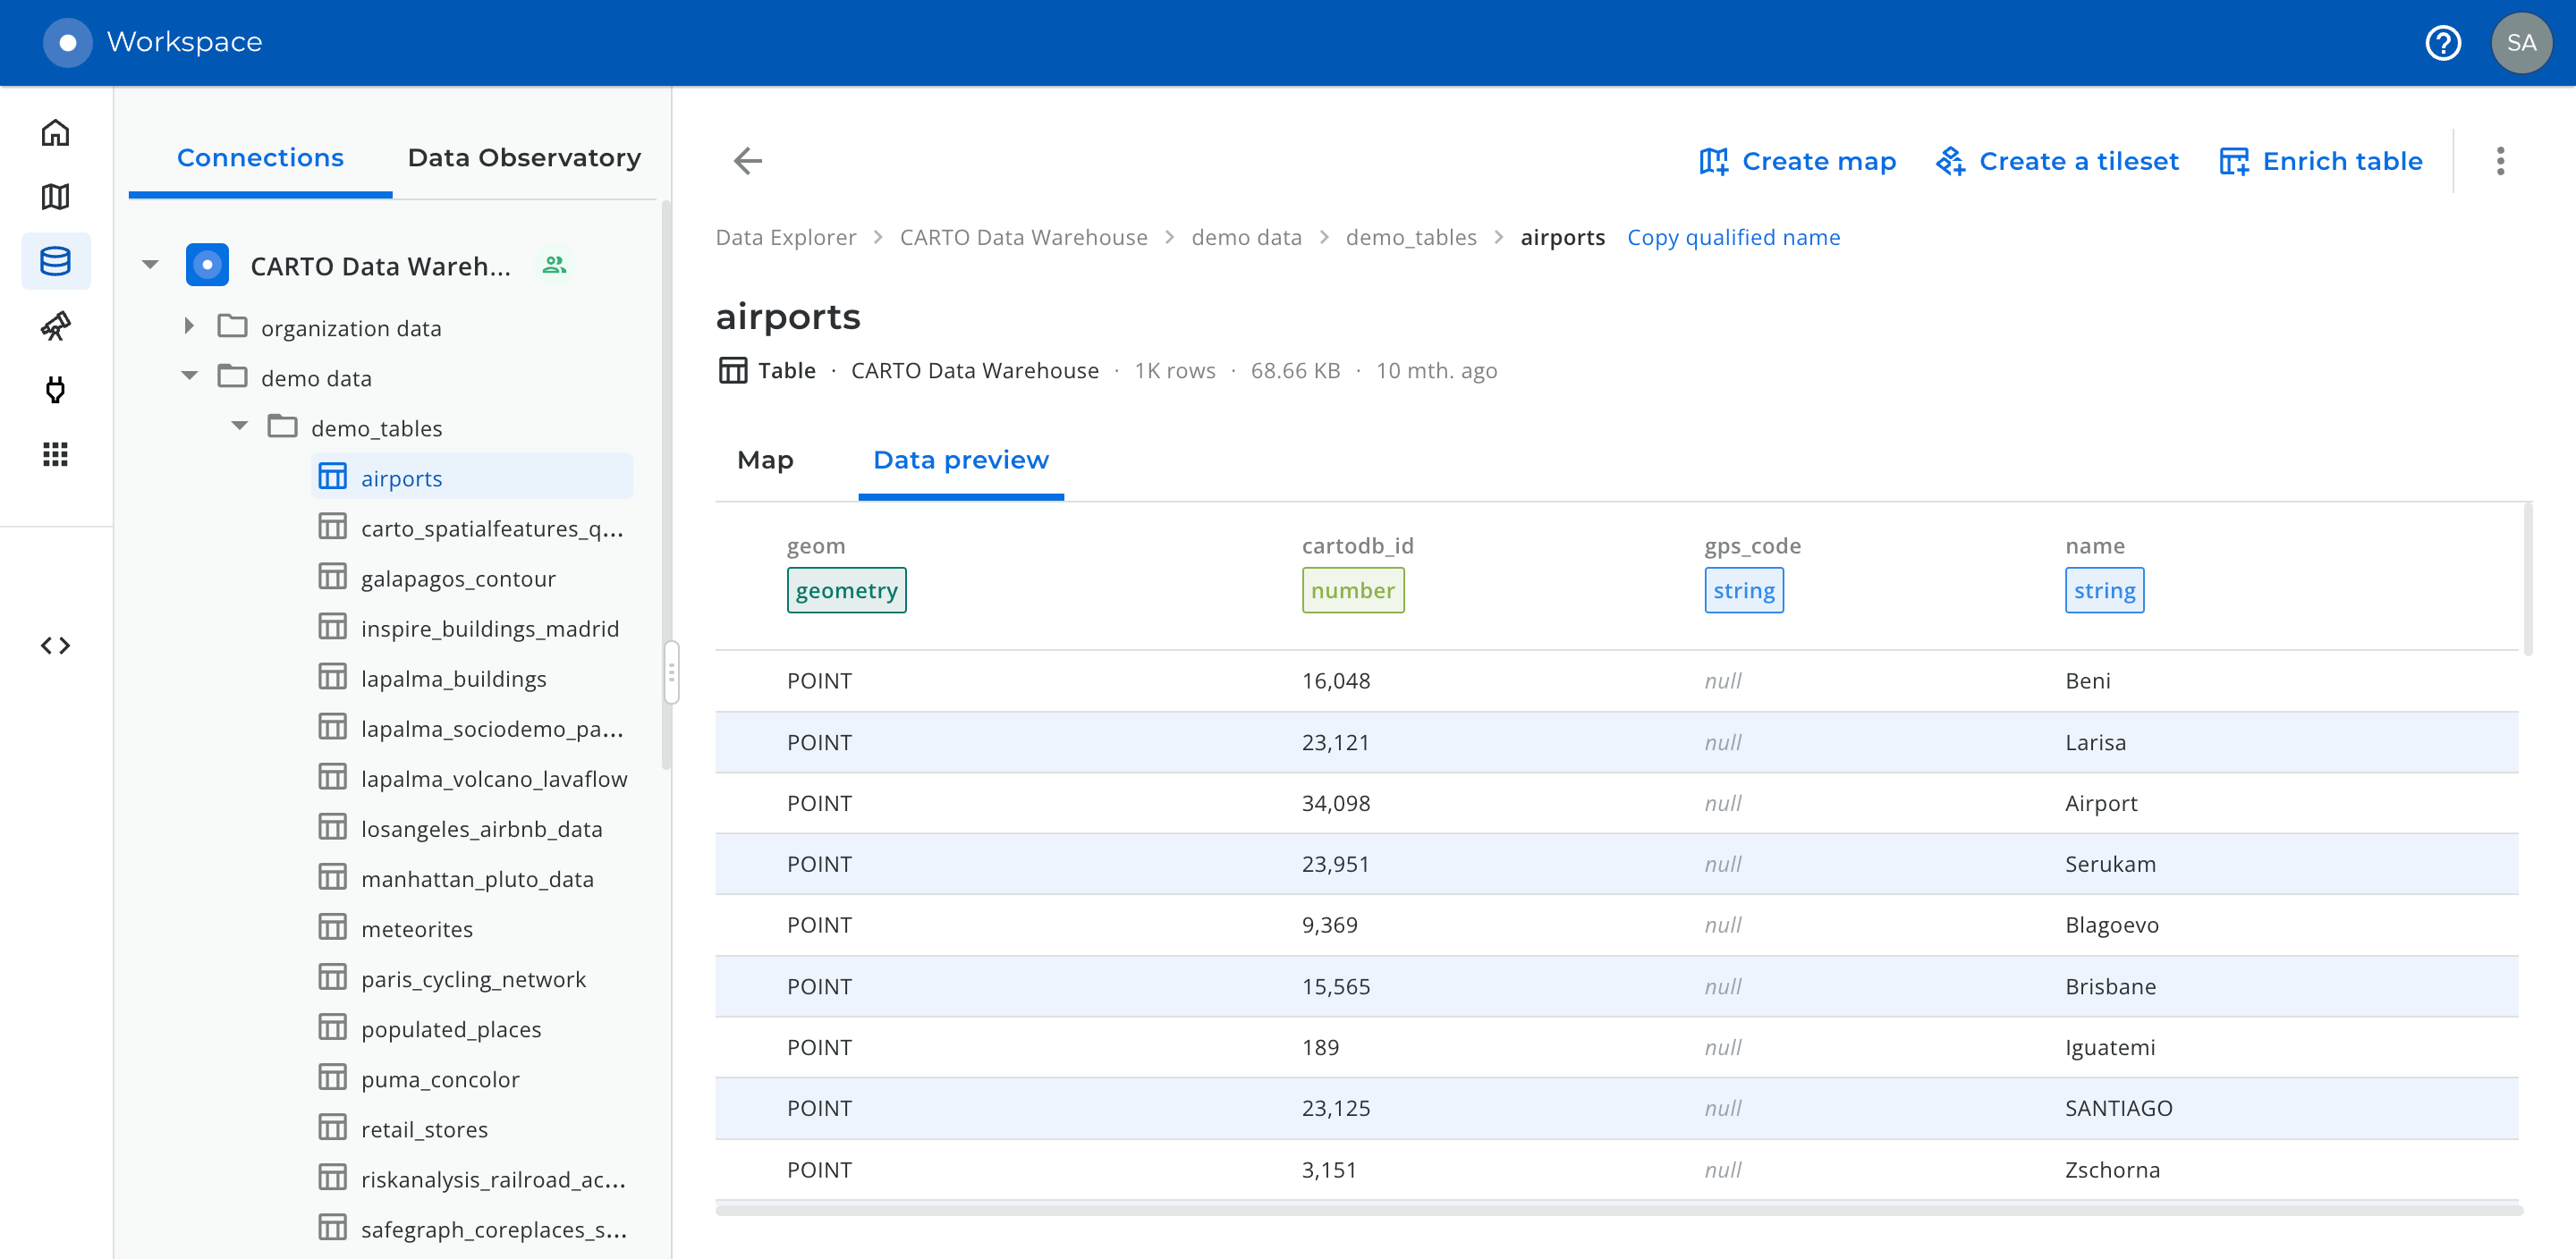 Workspace
SA
Connections Data Observatory
CARTO Data Wareh...
organization data
demo data
demo_tables
airports
carto_spatialfeatures_q...
galapagos_contour
inspire_buildings_madrid
lapalma_buildings
lapalma_sociodemo_pa...
lapalma_volcano_lavaflow
losangeles_airbnb_data
manhattan_pluto_data
meteorites
paris_cycling_network
populated_places
puma_concolor
retail_stores
riskanalysis_railroad_ac...
safegraph_coreplaces_s...
Create map Create a tileset Enrich table
Data Explorer > CARTO Data Warehouse > demo data > demo_tables > airports Copy qualified name
airports
Table · CARTO Data Warehouse · 1K rows · 68.66 KB · 10 mth. ago
Map Data preview
geom cartodb_id gps_code name
geometry number string string
POINT 16,048 null Beni
POINT 23,121 null Larisa
POINT 34,098 null Airport
POINT 23,951 null Serukam
POINT 9,369 null Blagoevo
POINT 15,565 null Brisbane
POINT 189 null Iguatemi
POINT 23,125 null SANTIAGO
POINT 3,151 null Zschorna